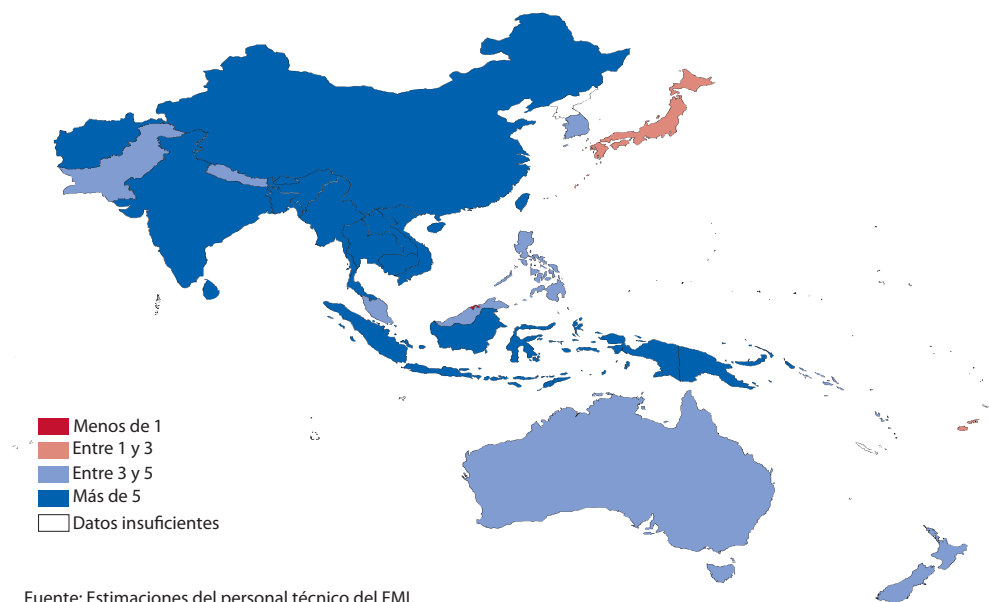 Menos de 1
Entre 1 y 3
Entre 3 y 5
Más de 5
Datos insuficientes
Fuente: Estimaciones del personal técnico del FMI.